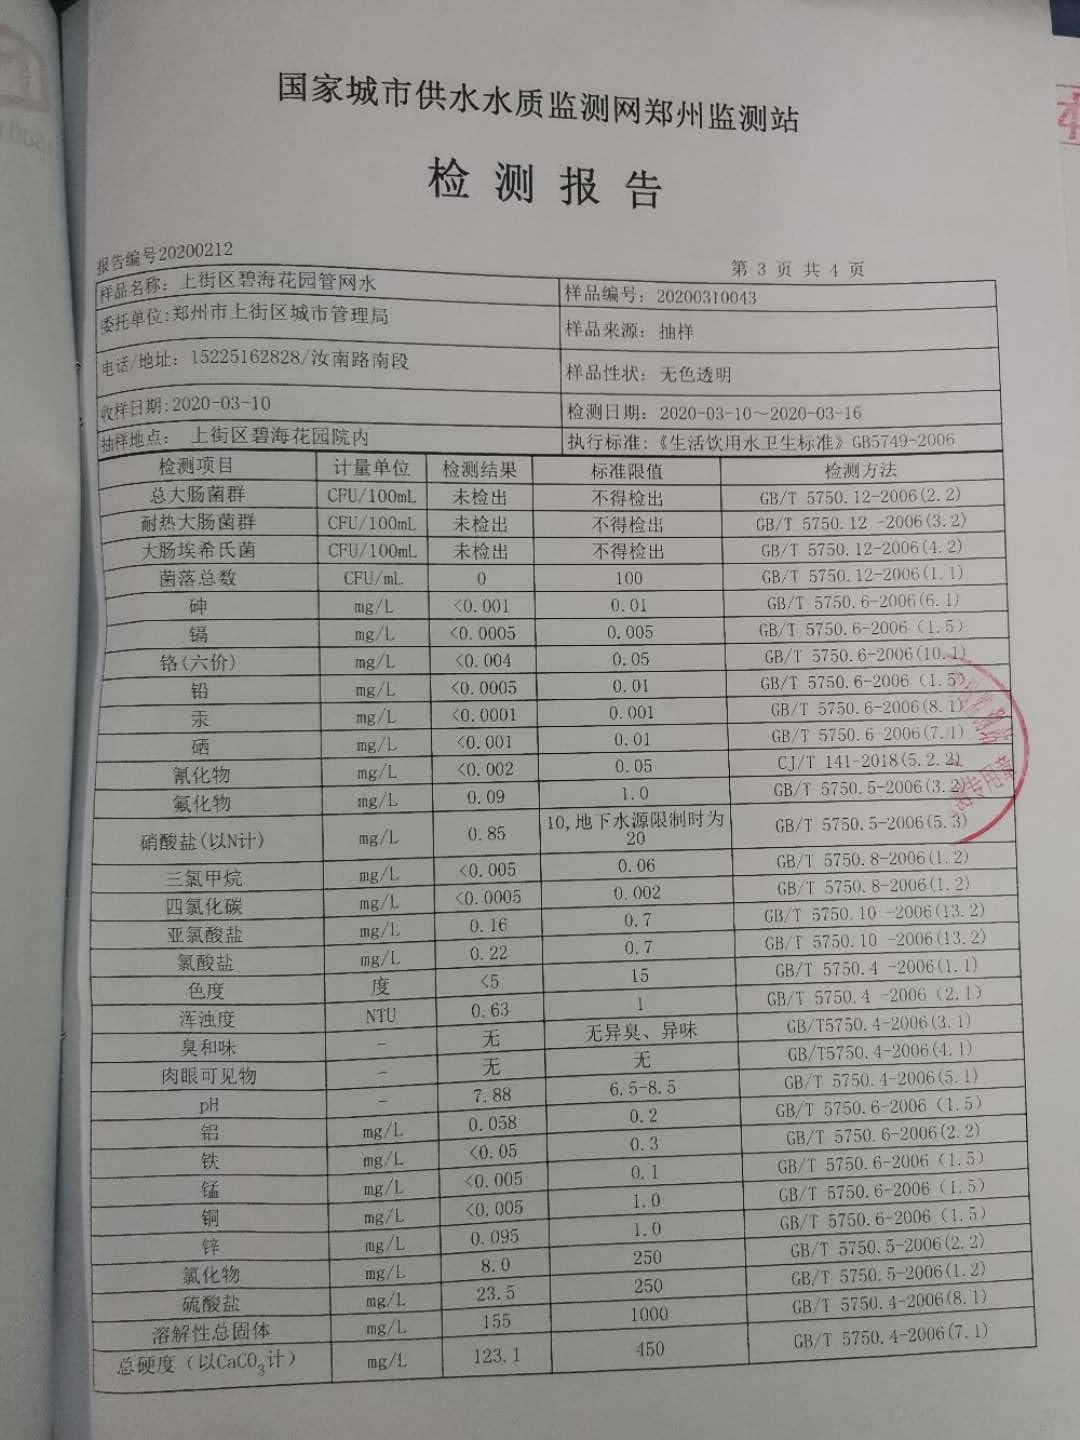 国家城市供水水质监测网郑州监测站
检测报告
报告编号20200212
第 3 页 共 4 页
样品名称：上街区碧海花园管网水 样品编号：20200310043
委托单位:郑州市上街区城市管理局 样品来源：抽样
电话/地址：15225162828/汝南路南段 样品性状：无色透明
收样日期:2020-03-10 检测日期：2020-03-10～2020-03-16
抽样地点：上街区碧海花园院内 执行标准:《生活饮用水卫生标准》GB5749-2006
检测项目 计量单位 检测结果 标准限值 检测方法
总大肠菌群 CFU/100mL 未检出 不得检出 GB/T 5750.12-2006(2.2)
耐热大肠菌群 CFU/100mL 未检出 不得检出 GB/T 5750.12 -2006(3.2)
大肠埃希氏菌 CFU/100mL 未检出 不得检出 GB/T 5750.12-2006(4.2)
菌落总数 CFU/mL 0 100 GB/T 5750.12-2006(1.1)
砷 mg/L <0.001 0.01 GB/T 5750.6-2006(6.1)
镉 mg/L <0.0005 0.005 GB/T 5750.6-2006（1.5）
铬(六价) mg/L <0.004 0.05 GB/T 5750.6-2006(10.1)
铅 mg/L <0.0005 0.01 GB/T 5750.6-2006（1.5）
汞 mg/L <0.0001 0.001 GB/T 5750.6-2006(8.1)
硒 mg/L <0.001 0.01 GB/T 5750.6-2006(7.1)
氰化物 mg/L <0.002 0.05 CJ/T 141-2018(5.2.2)
氟化物 mg/L 0.09 1.0 GB/T 5750.5-2006(3.2)
硝酸盐(以N计) mg/L 0.85 10,地下水源限制时为20 GB/T 5750.5-2006(5.3)
三氯甲烷 mg/L <0.005 0.06 GB/T 5750.8-2006(1.2)
四氯化碳 mg/L <0.0005 0.002 GB/T 5750.8-2006(1.2)
亚氯酸盐 mg/L 0.16 0.7 GB/T 5750.10 -2006(13.2)
氯酸盐 mg/L 0.22 0.7 GB/T 5750.10 -2006(13.2)
色度 度 <5 15 GB/T 5750.4 -2006(1.1)
浑浊度 NTU 0.63 1 GB/T 5750.4 -2006（2.1）
臭和味 - 无 无异臭、异味 GB/T5750.4-2006(3.1)
肉眼可见物 - 无 无 GB/T5750.4-2006(4.1)
pH - 7.88 6.5-8.5 GB/T 5750.4-2006(5.1)
铝 mg/L 0.058 0.2 GB/T 5750.6-2006（1.5）
铁 mg/L <0.05 0.3 GB/T 5750.6-2006(2.2)
锰 mg/L <0.005 0.1 GB/T 5750.6-2006（1.5）
铜 mg/L <0.005 1.0 GB/T 5750.6-2006（1.5）
锌 mg/L 0.095 1.0 GB/T 5750.6-2006（1.5）
氯化物 mg/L 8.0 250 GB/T 5750.5-2006(2.2)
硫酸盐 mg/L 23.5 250 GB/T 5750.5-2006(1.2)
溶解性总固体 mg/L 155 1000 GB/T 5750.4-2006(8.1)
总硬度（以CaCO₃计） mg/L 123.1 450 GB/T 5750.4-2006(7.1)
专用章